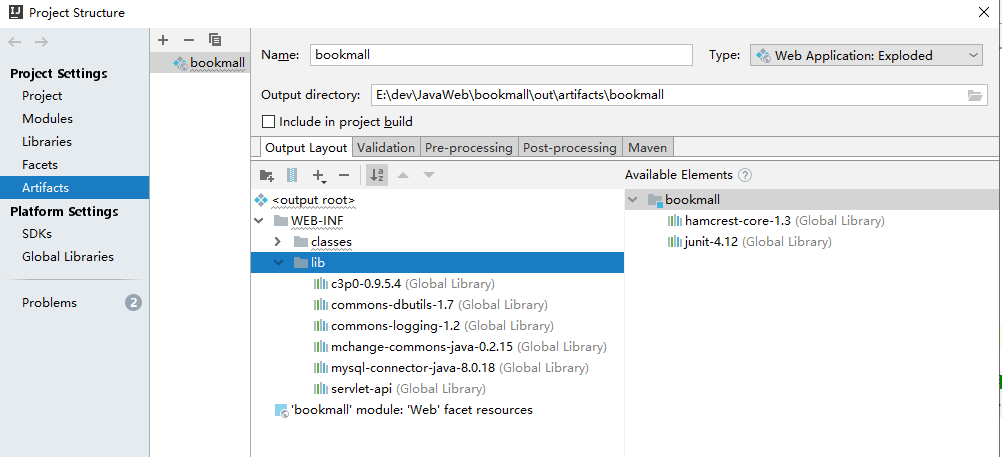 Project Structure
Project Settings
Project
Modules
Libraries
Facets
Artifacts
Platform Settings
SDKs
Global Libraries
Problems 2
bookmall
Name: bookmall Type: Web Application: Exploded
Output directory: E:\dev\JavaWeb\bookmall\out\artifacts\bookmall
Include in project build
Output Layout Validation Pre-processing Post-processing Maven
<output root>
WEB-INF
classes
lib
c3p0-0.9.5.4 (Global Library)
commons-dbutils-1.7 (Global Library)
commons-logging-1.2 (Global Library)
mchange-commons-java-0.2.15 (Global Library)
mysql-connector-java-8.0.18 (Global Library)
servlet-api (Global Library)
'bookmall' module: 'Web' facet resources
Available Elements ?
bookmall
hamcrest-core-1.3 (Global Library)
junit-4.12 (Global Library)